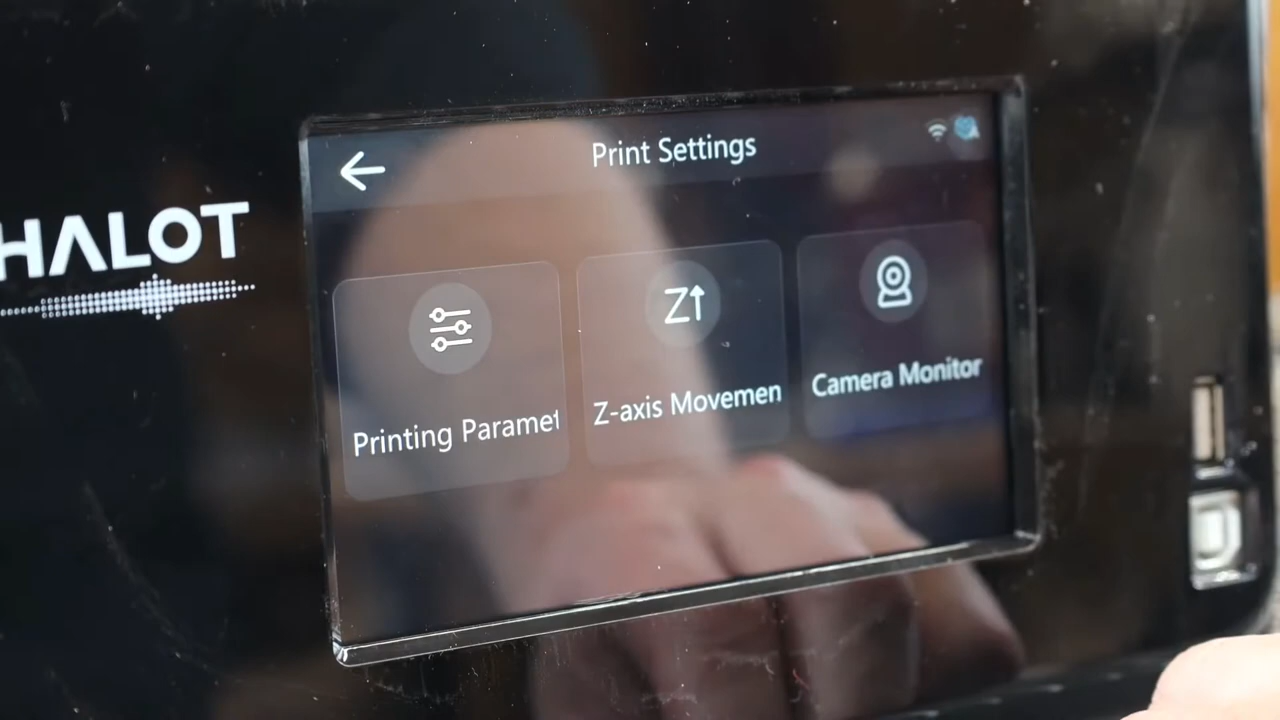 Print Settings
HALOT
Z↑
Printing Paramet
Z-axis Movemen
Camera Monitor